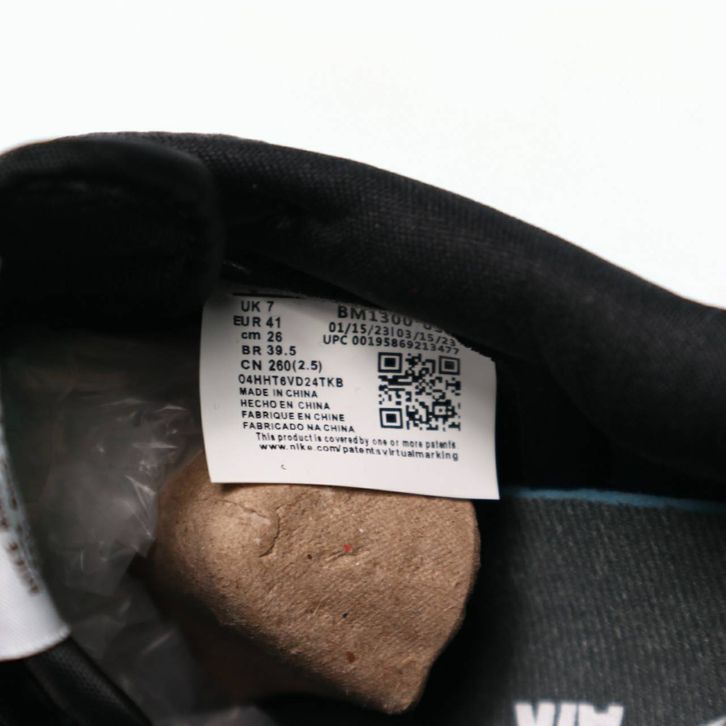 UK 7
EUR 41
cm 26
BR 39.5
CN 260(2.5)
04HHT6VD24TKB
MADE IN CHINA
HECHO EN CHINA
FABRIQUE EN CHINE
FABRICADO NA CHINA
BM1300
01/15/23|03/15/23
UPC 00195869213477
This product is covered by one or more patents
www.nike.com/patentsvirtualmarking